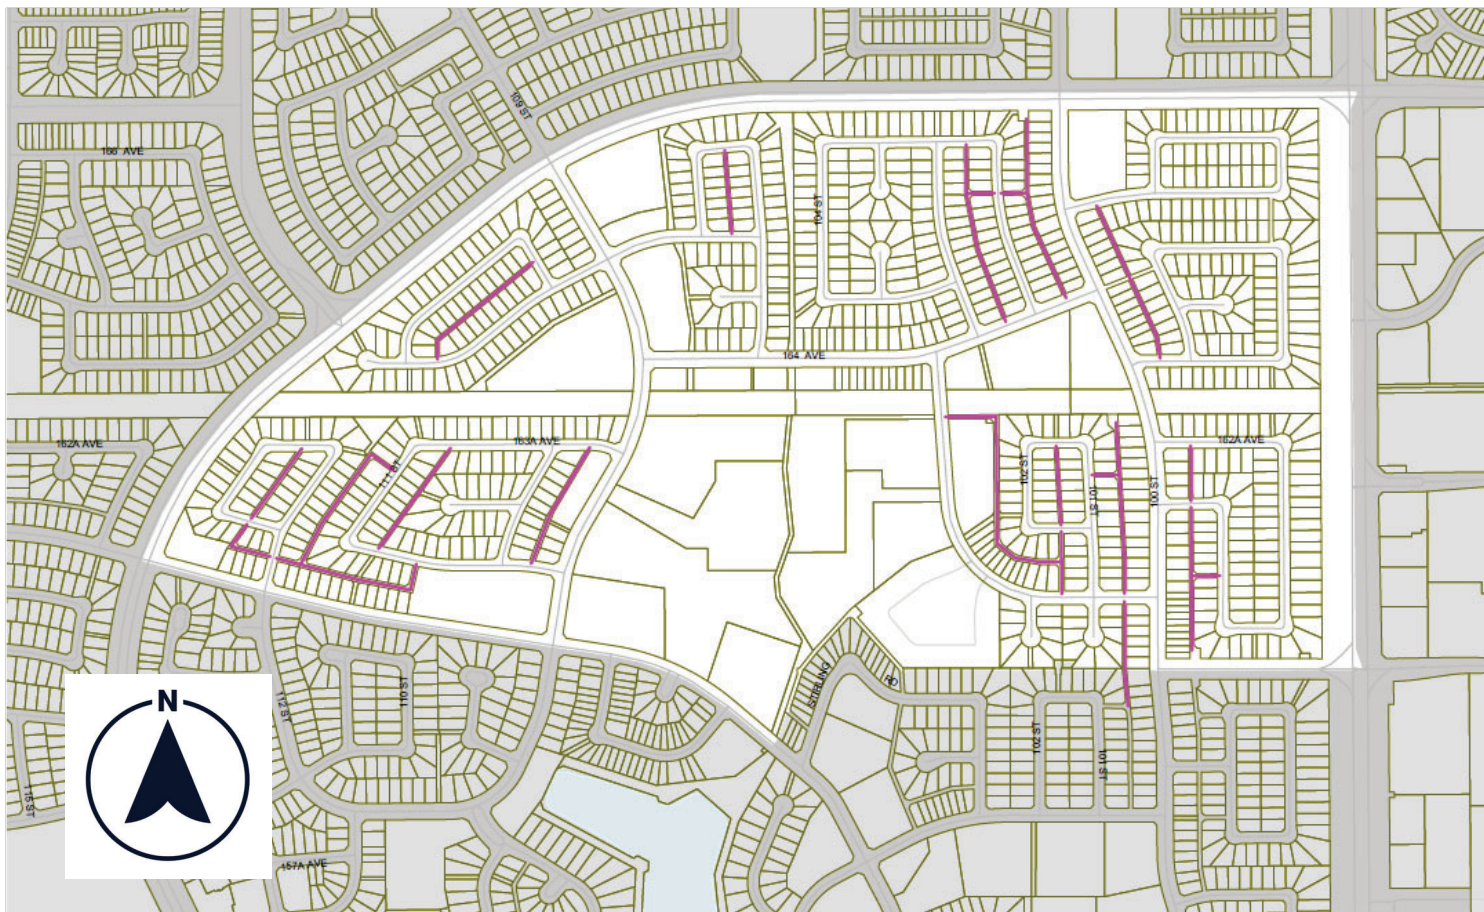 109 ST
166 AVE
104 ST
164 AVE
163A AVE
162A AVE
162A AVE
111 ST
102 ST
101 ST
100 ST
STIRLING RD
110 ST
112 ST
N
102 ST
101 ST
115 ST
157A AVE